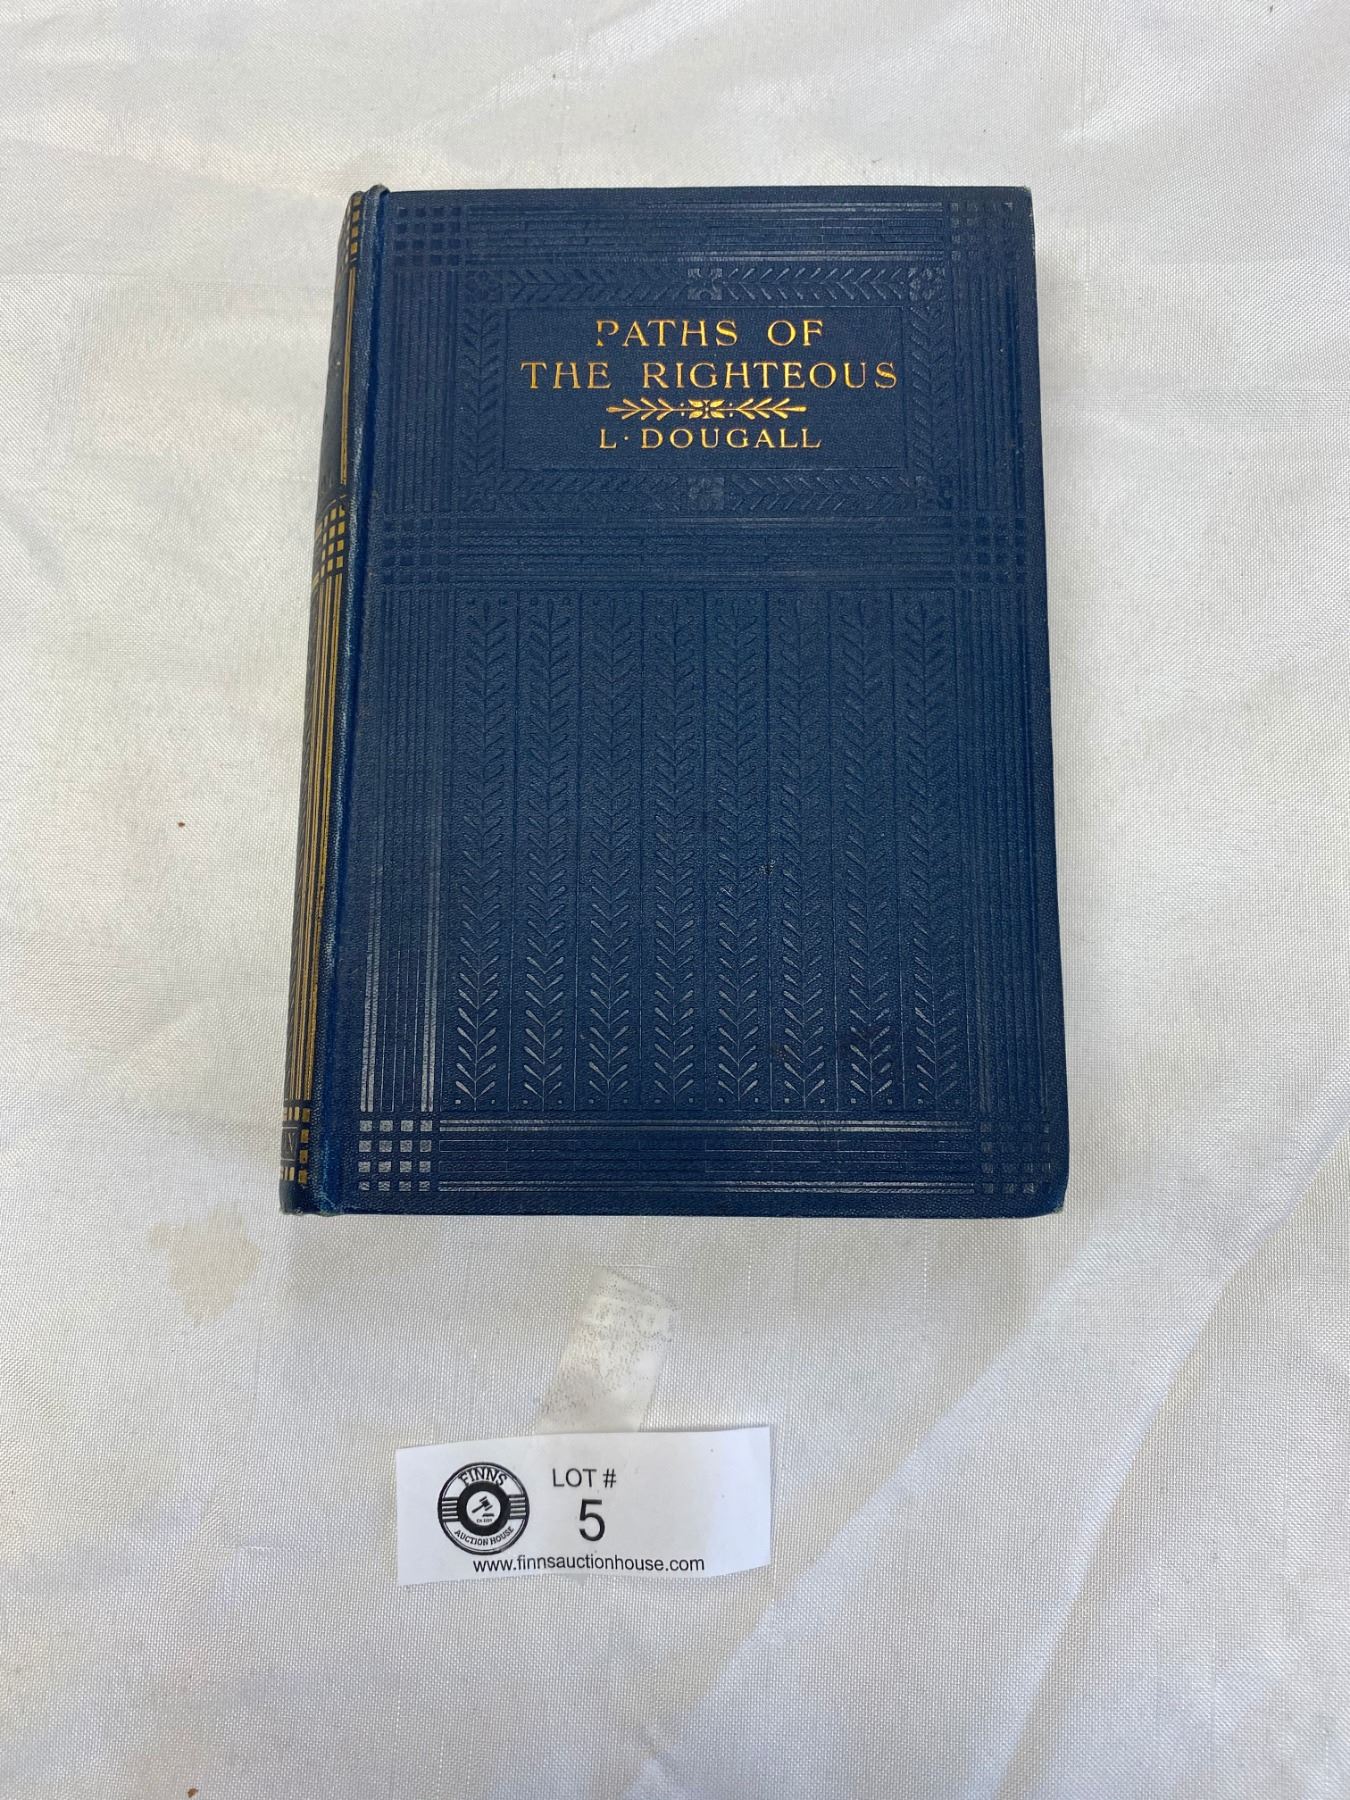 PATHS OF
THE RIGHTEOUS
L·DOUGALL
FINNS
AUCTION HOUSE
LOT #
5
www.finnsauctionhouse.com